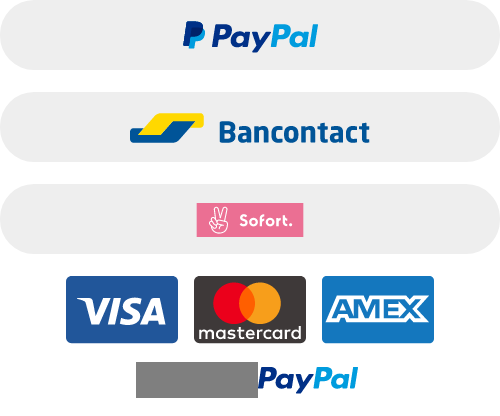 PayPal
Bancontact
Sofort.
VISA
mastercard
AMEX
PayPal